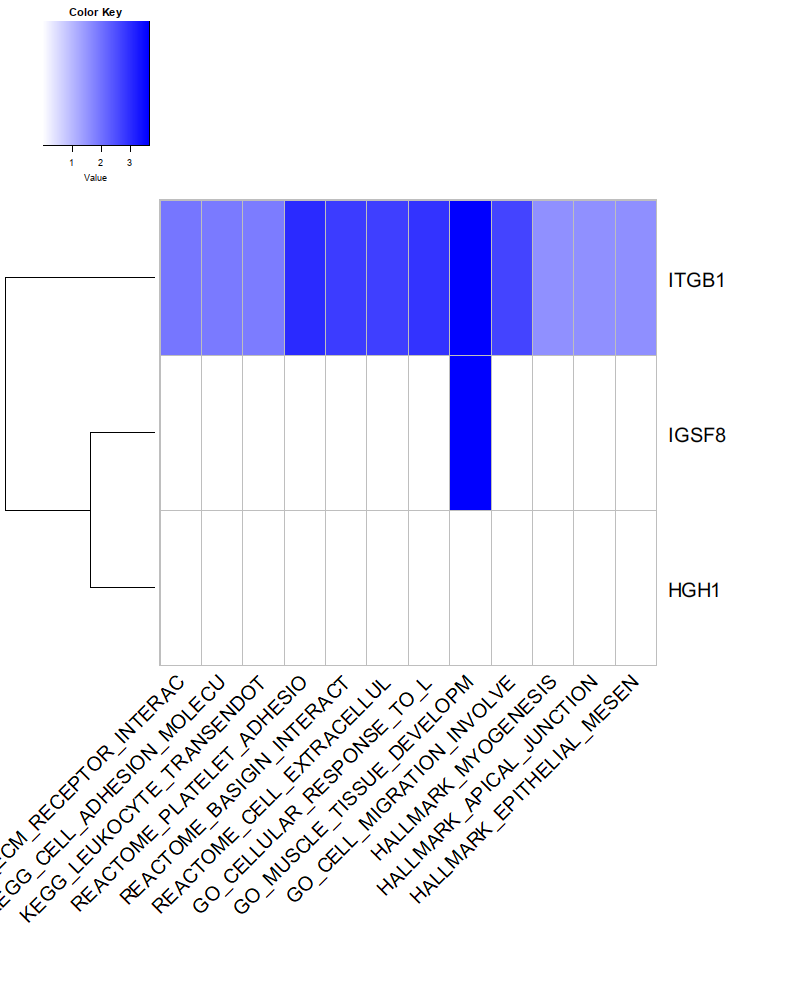 Color Key
1 2 3
Value
ITGB1
IGSF8
HGH1
ECM_RECEPTOR_INTERAC
EGG_CELL_ADHESION_MOLECU
KEGG_LEUKOCYTE_TRANSENDOT
REACTOME_PLATELET_ADHESIO
REACTOME_BASIGIN_INTERACT
REACTOME_CELL_EXTRACELLUL
GO_CELLULAR_RESPONSE_TO_L
GO_MUSCLE_TISSUE_DEVELOPM
GO_CELL_MIGRATION_INVOLVE
HALLMARK_MYOGENESIS
HALLMARK_APICAL_JUNCTION
HALLMARK_EPITHELIAL_MESEN